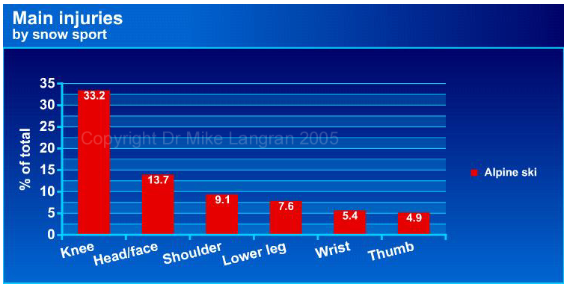 Main injuries
by snow sport
35
30
25
20
15
10
5
0
% of total
33.2
13.7
9.1
7.6
5.4
4.9
Copyright Dr Mike Langran 2005
Knee
Head/face
Shoulder
Lower leg
Wrist
Thumb
Alpine ski